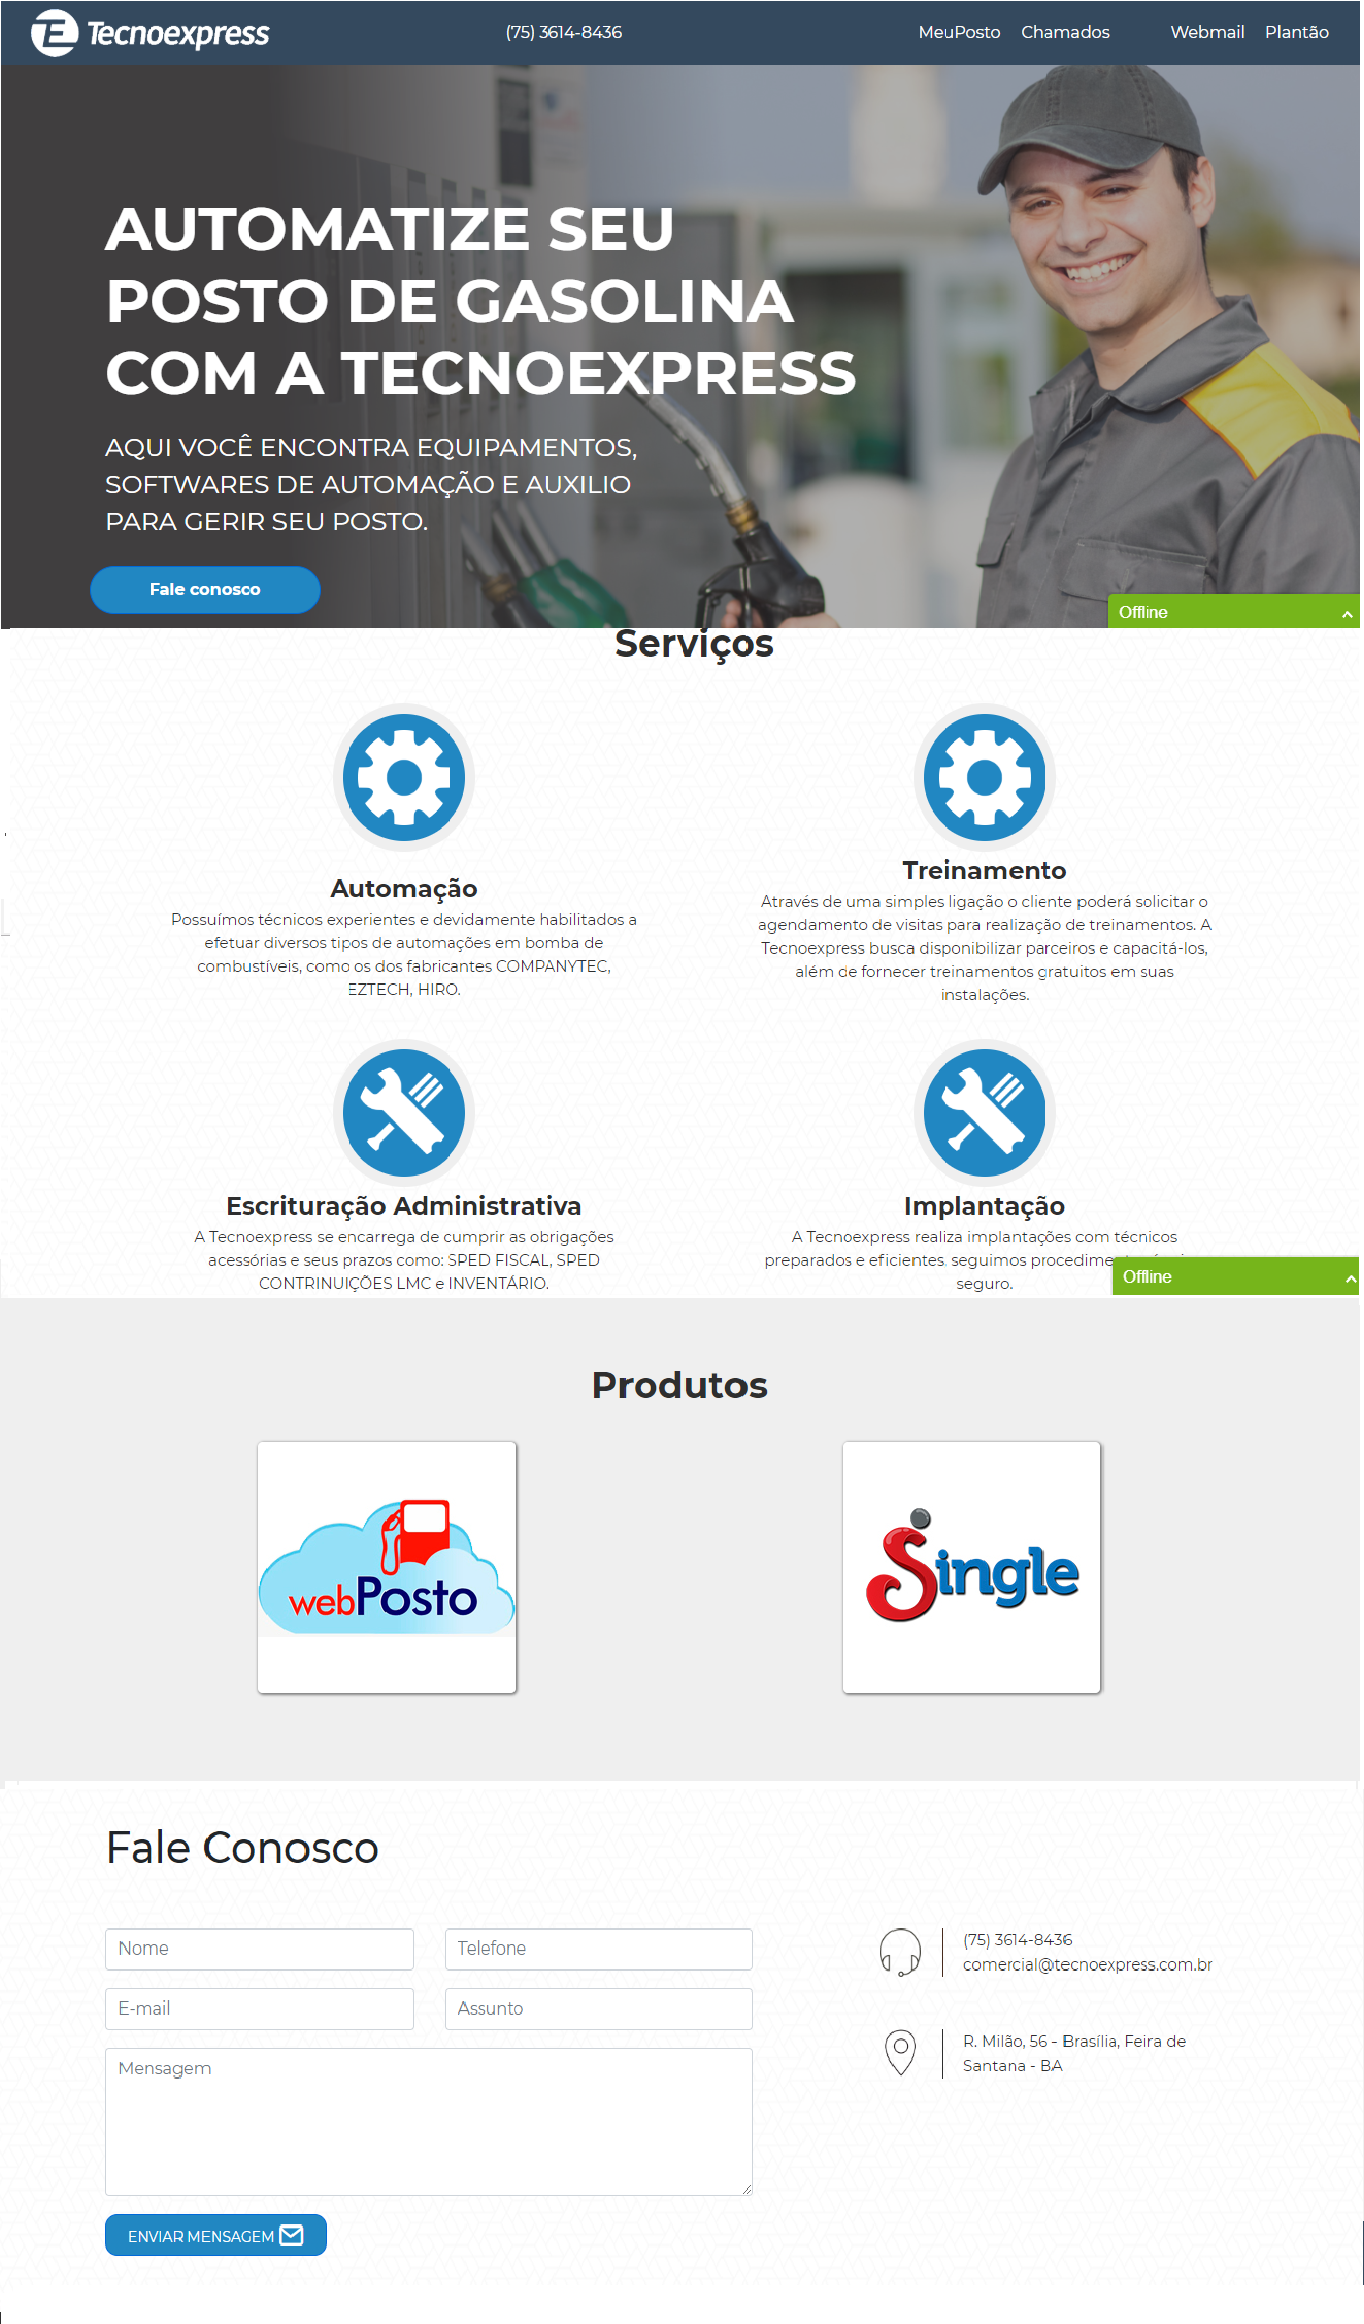 Tecnoexpress
(75) 3614-8436
MeuPosto Chamados Webmail Plantão
AUTOMATIZE SEU
POSTO DE GASOLINA
COM A TECNOEXPRESS
AQUI VOCÊ ENCONTRA EQUIPAMENTOS,
SOFTWARES DE AUTOMAÇÃO E AUXILIO
PARA GERIR SEU POSTO.
Fale conosco
Offline
Serviços
Automação
Possuímos técnicos experientes e devidamente habilitados a
efetuar diversos tipos de automações em bomba de
combustíveis, como os dos fabricantes COMPANYTEC,
EZTECH, HIRO.
Treinamento
Através de uma simples ligação o cliente poderá solicitar o
agendamento de visitas para realização de treinamentos. A
Tecnoexpress busca disponibilizar parceiros e capacitá-los,
além de fornecer treinamentos gratuitos em suas
instalações.
Escrituração Administrativa
A Tecnoexpress se encarrega de cumprir as obrigações
acessórias e seus prazos como: SPED FISCAL, SPED
CONTRINUIÇÕES LMC e INVENTÁRIO.
Implantação
A Tecnoexpress realiza implantações com técnicos
preparados e eficientes, seguimos
seguro.
Offline
Produtos
webPosto
Single
Fale Conosco
Nome
Telefone
E-mail
Assunto
Mensagem
ENVIAR MENSAGEM
(75) 3614-8436
comercial@tecnoexpress.com.br
R. Milão, 56 - Brasília, Feira de
Santana - BA